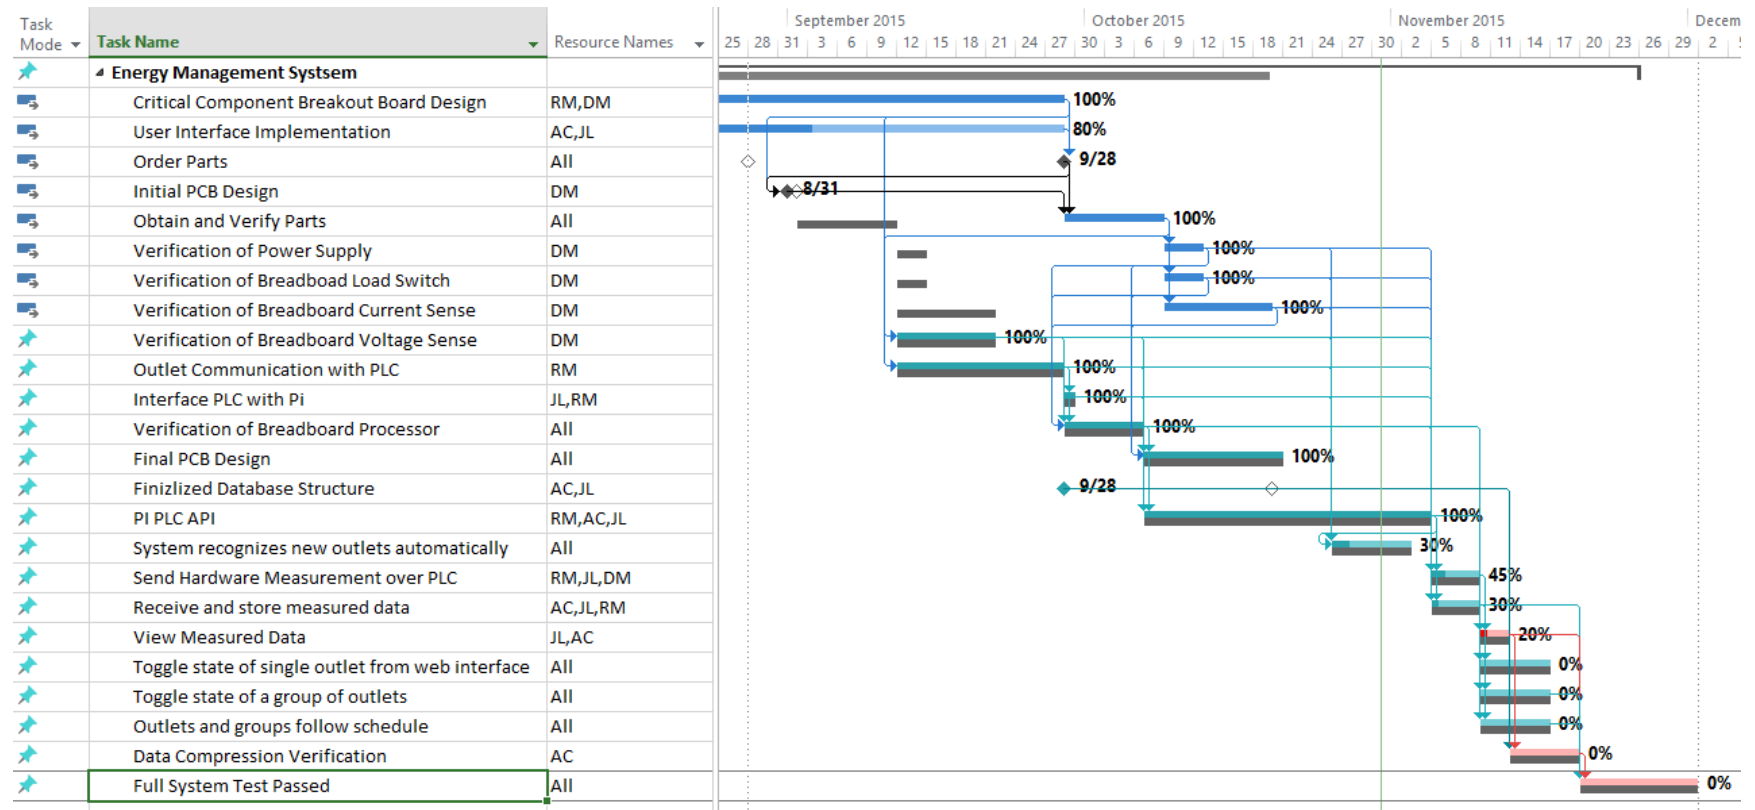 Task Mode Task Name Resource Names
September 2015 October 2015 November 2015 Decem
25 28 31 3 6 9 12 15 18 21 24 27 30 3 6 9 12 15 18 21 24 27 30 2 5 8 11 14 17 20 23 26 29 2 5
Energy Management Systsem
Critical Component Breakout Board Design RM,DM 100%
User Interface Implementation AC,JL 80%
Order Parts All 9/28
Initial PCB Design DM 8/31
Obtain and Verify Parts All 100%
Verification of Power Supply DM 100%
Verification of Breadboad Load Switch DM 100%
Verification of Breadboard Current Sense DM 100%
Verification of Breadboard Voltage Sense DM 100%
Outlet Communication with PLC RM 100%
Interface PLC with Pi JL,RM 100%
Verification of Breadboard Processor All 100%
Final PCB Design All 100%
Finizlized Database Structure AC,JL 9/28
PI PLC API RM,AC,JL 100%
System recognizes new outlets automatically All 30%
Send Hardware Measurement over PLC RM,JL,DM 45%
Receive and store measured data AC,JL,RM 30%
View Measured Data JL,AC 20%
Toggle state of single outlet from web interface All 0%
Toggle state of a group of outlets All 0%
Outlets and groups follow schedule All 0%
Data Compression Verification AC 0%
Full System Test Passed All 0%